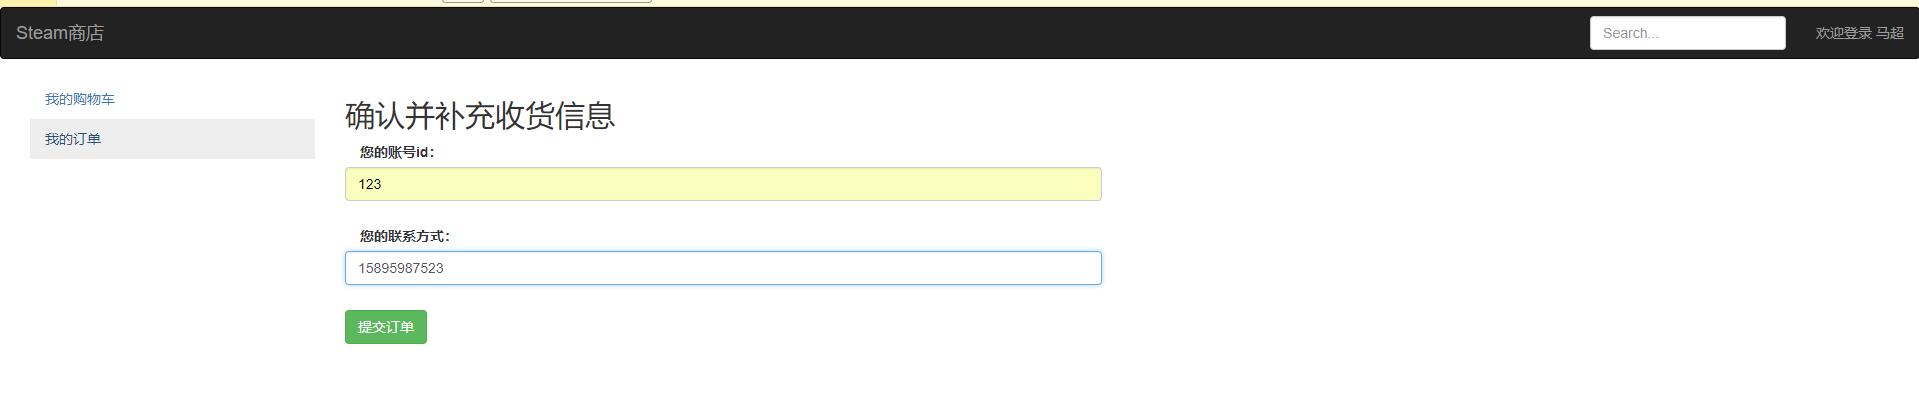 Steam商店
Search...
欢迎登录 马超
我的购物车
我的订单
确认并补充收货信息
您的账号id：
123
您的联系方式：
15895987523
提交订单